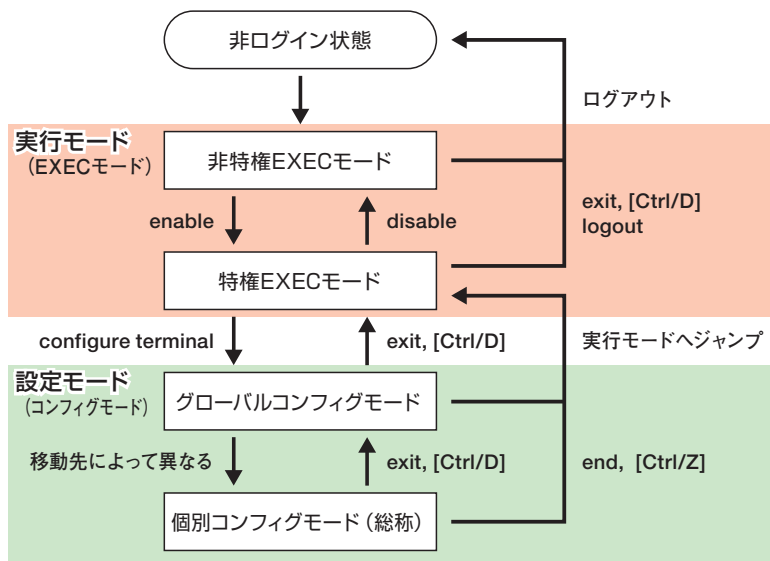 非ログイン状態
ログアウト
実行モード
（EXECモード）
非特権EXECモード
enable
disable
exit, [Ctrl/D]
logout
特権EXECモード
configure terminal
exit, [Ctrl/D]
実行モードへジャンプ
設定モード
（コンフィグモード）
グローバルコンフィグモード
移動先によって異なる
exit, [Ctrl/D]
end, [Ctrl/Z]
個別コンフィグモード（総称）